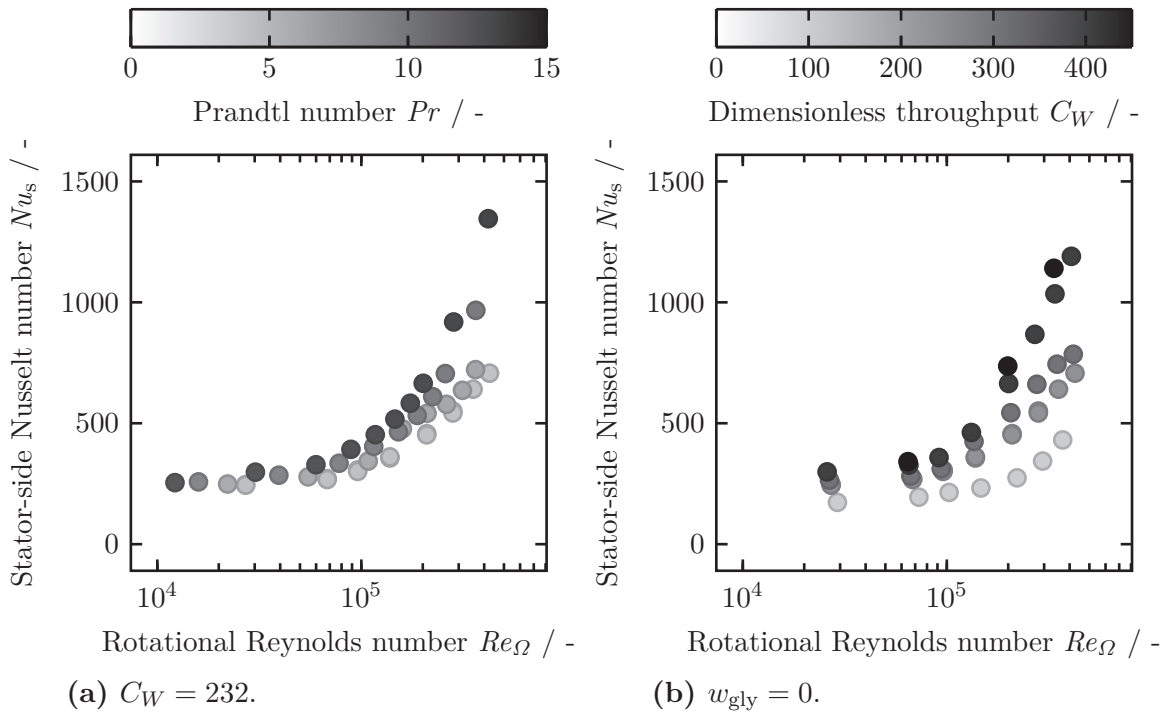 0 5 10 15
Prandtl number Pr / -
0 100 200 300 400
Dimensionless throughput C_W / -
Stator-side Nusselt number Nu_s / -
1500
1000
500
0
10^4 10^5
Rotational Reynolds number Re_Ω / -
(a) C_W = 232.
Stator-side Nusselt number Nu_s / -
1500
1000
500
0
10^4 10^5
Rotational Reynolds number Re_Ω / -
(b) w_gly = 0.